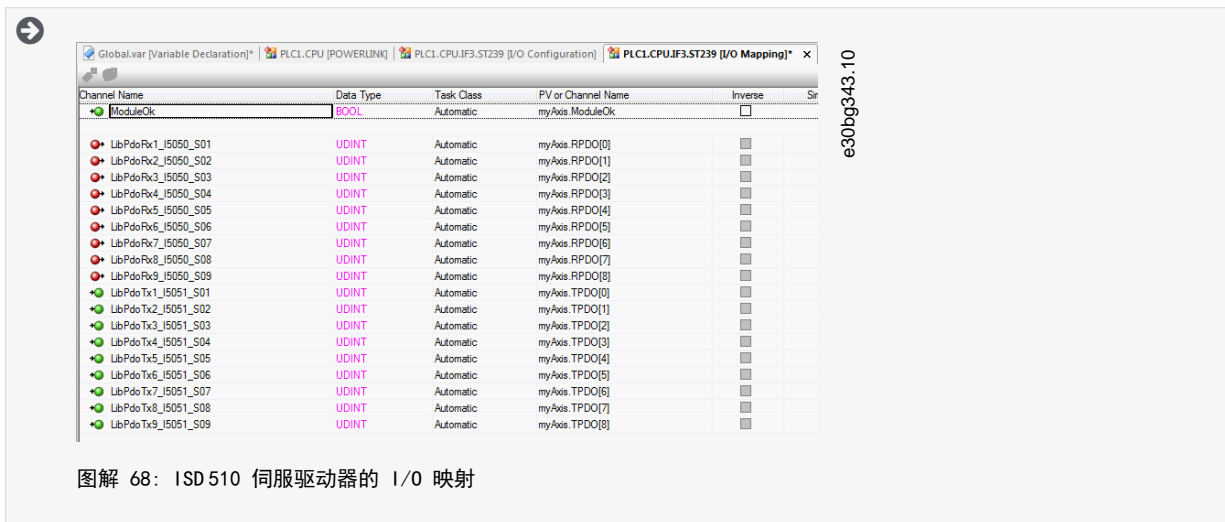 Global.var [Variable Declaration]* PLC1.CPU [POWERLINK] PLC1.CPU.IF3.ST239 [I/O Configuration] PLC1.CPU.IF3.ST239 [I/O Mapping]* ×
Channel Name Data Type Task Class PV or Channel Name Inverse Sir
ModuleOk BOOL Automatic myAxis.ModuleOk
LibPdoRx1_I5050_S01 UDINT Automatic myAxis.RPDO[0]
LibPdoRx2_I5050_S02 UDINT Automatic myAxis.RPDO[1]
LibPdoRx3_I5050_S03 UDINT Automatic myAxis.RPDO[2]
LibPdoRx4_I5050_S04 UDINT Automatic myAxis.RPDO[3]
LibPdoRx5_I5050_S05 UDINT Automatic myAxis.RPDO[4]
LibPdoRx6_I5050_S06 UDINT Automatic myAxis.RPDO[5]
LibPdoRx7_I5050_S07 UDINT Automatic myAxis.RPDO[6]
LibPdoRx8_I5050_S08 UDINT Automatic myAxis.RPDO[7]
LibPdoRx9_I5050_S09 UDINT Automatic myAxis.RPDO[8]
LibPdoTx1_I5051_S01 UDINT Automatic myAxis.TPDO[0]
LibPdoTx2_I5051_S02 UDINT Automatic myAxis.TPDO[1]
LibPdoTx3_I5051_S03 UDINT Automatic myAxis.TPDO[2]
LibPdoTx4_I5051_S04 UDINT Automatic myAxis.TPDO[3]
LibPdoTx5_I5051_S05 UDINT Automatic myAxis.TPDO[4]
LibPdoTx6_I5051_S06 UDINT Automatic myAxis.TPDO[5]
LibPdoTx7_I5051_S07 UDINT Automatic myAxis.TPDO[6]
LibPdoTx8_I5051_S08 UDINT Automatic myAxis.TPDO[7]
LibPdoTx9_I5051_S09 UDINT Automatic myAxis.TPDO[8]
e30bg343.10
图解 68: ISD 510 伺服驱动器的 I/O 映射